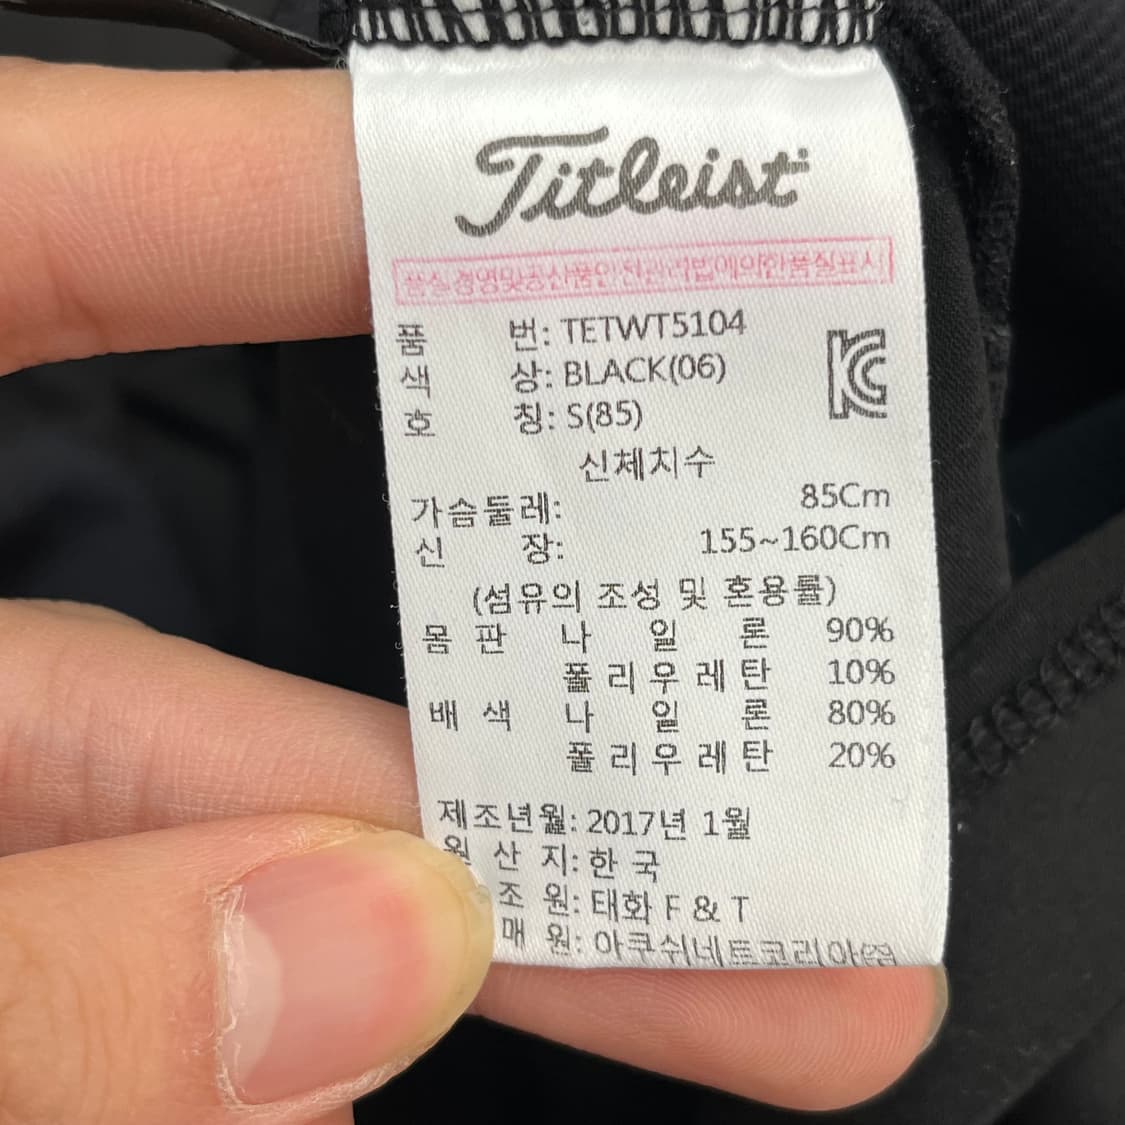 Titleist
품질경영및공산품안전관리법에의한품질표시
품 번: TETWT5104
색 상: BLACK(06)
호 칭: S(85)
신체치수
가슴둘레: 85Cm
신 장: 155~160Cm
(섬유의 조성 및 혼용률)
몸 판 나 일 론 90%
폴 리 우 레 탄 10%
배 색 나 일 론 80%
폴 리 우 레 탄 20%
제조년월: 2017년 1월
원 산 지: 한 국
조 원: 태화 F & T
매 원: 아쿠쉬네트코리아㈜